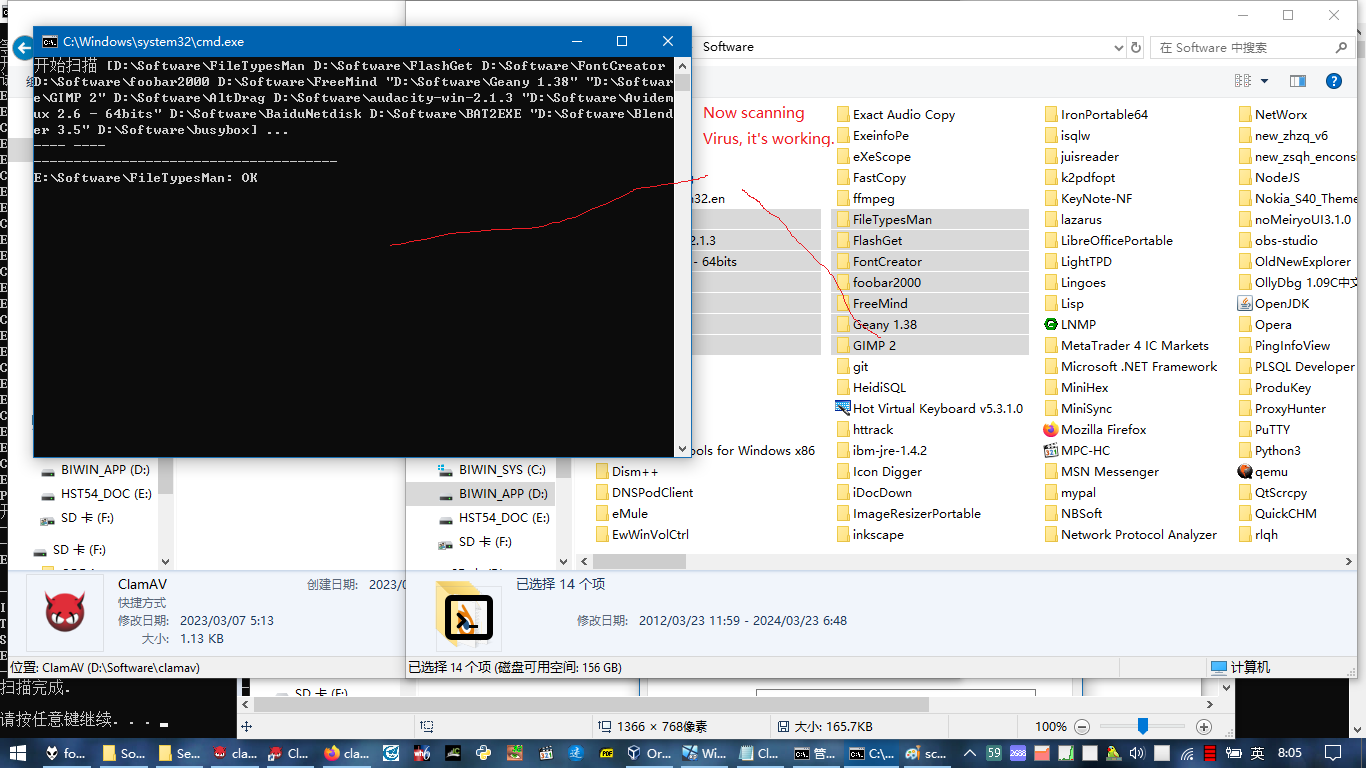 C:\Windows\system32\cmd.exe
开始扫描 [D:\Software\FileTypesMan D:\Software\FlashGet D:\Software\FontCreator
D:\Software\foobar2000 D:\Software\FreeMind "D:\Software\Geany 1.38" "D:\Softwar
e\GIMP 2" D:\Software\AltDrag D:\Software\audacity-win-2.1.3 "D:\Software\Avidem
ux 2.6 - 64bits" D:\Software\BaiduNetdisk D:\Software\BAT2EXE "D:\Software\Blend
er 3.5" D:\Software\busybox] ...
---- ----
--------------------------------------
E:\Software\FileTypesMan: OK
Software
在 Software 中搜索
Now scanning
Virus, it's working.
n32.en
2.1.3
- 64bits
ols for Windows x86
Dism++
DNSPodClient
eMule
EwWinVolCtrl
Exact Audio Copy
ExeinfoPe
eXeScope
FastCopy
ffmpeg
FileTypesMan
FlashGet
FontCreator
foobar2000
FreeMind
Geany 1.38
GIMP 2
git
HeidiSQL
Hot Virtual Keyboard v5.3.1.0
httrack
ibm-jre-1.4.2
Icon Digger
iDocDown
ImageResizerPortable
inkscape
IronPortable64
isqlw
juisreader
k2pdfopt
KeyNote-NF
lazarus
LibreOfficePortable
LightTPD
Lingoes
Lisp
LNMP
MetaTrader 4 IC Markets
Microsoft .NET Framework
MiniHex
MiniSync
Mozilla Firefox
MPC-HC
MSN Messenger
mypal
NBSoft
Network Protocol Analyzer
NetWorx
new_zhzq_v6
new_zsqh_encons
NodeJS
Nokia_S40_Theme
noMeiryoUI3.1.0
obs-studio
OldNewExplorer
OllyDbg 1.09C中文
OpenJDK
Opera
PingInfoView
PLSQL Developer
ProduKey
ProxyHunter
PuTTY
Python3
qemu
QtScrcpy
QuickCHM
rlqh
BIWIN_APP (D:)
HST54_DOC (E:)
SD 卡 (F:)
SD 卡 (F:)
BIWIN_SYS (C:)
BIWIN_APP (D:)
HST54_DOC (E:)
SD 卡 (F:)
ClamAV
快捷方式
修改日期: 2023/03/07 5:13
大小: 1.13 KB
创建日期: 2023/0
位置: ClamAV (D:\Software\clamav)
已选择 14 个项
修改日期: 2012/03/23 11:59 - 2024/03/23 6:48
已选择 14 个项 (磁盘可用空间: 156 GB)
计算机
扫描完成.
请按任意键继续. . .
SD 卡 (F:)
1366 × 768像素
大小: 165.7KB
100%
fo...
So...
Se...
cla...
Cl...
cla...
Or...
Wi...
Cl...
管...
C:\...
sc...
59
英
8:05